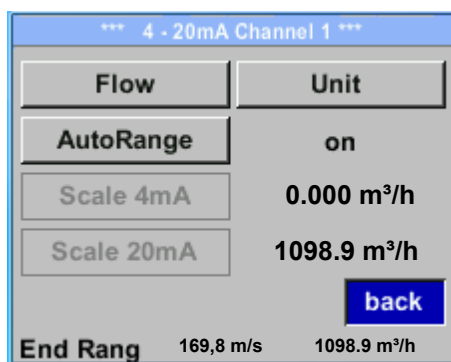 *** 4 - 20mA Channel 1 ***
Flow Unit
AutoRange on
Scale 4mA 0.000 m³/h
Scale 20mA 1098.9 m³/h
back
End Rang 169,8 m/s 1098.9 m³/h